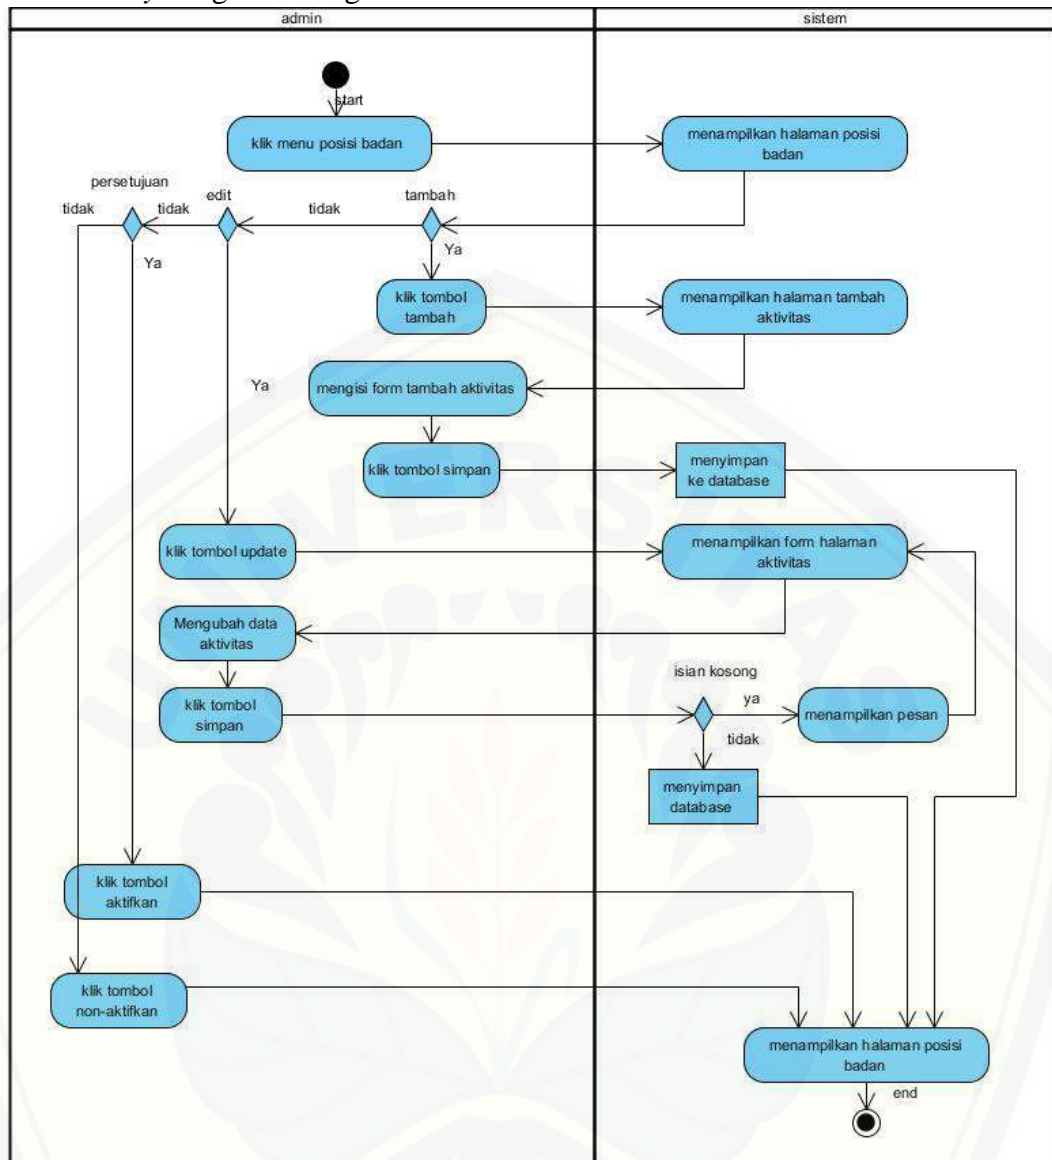 admin
sistem
start
klik menu posisi badan
menampilkan halaman posisi
badan
persetujuan
edit
tambah
tidak
tidak
tidak
Ya
Ya
klik tombol
tambah
menampilkan halaman tambah
aktivitas
mengisi form tambah aktivitas
Ya
klik tombol simpan
menyimpan
ke database
klik tombol update
menampilkan form halaman
aktivitas
Mengubah data
aktivitas
isian kosong
klik tombol
simpan
ya
menampilkan pesan
tidak
menyimpan
database
klik tombol
aktifkan
klik tombol
non-aktifkan
menampilkan halaman posisi
badan
end
UNIVERSITAS